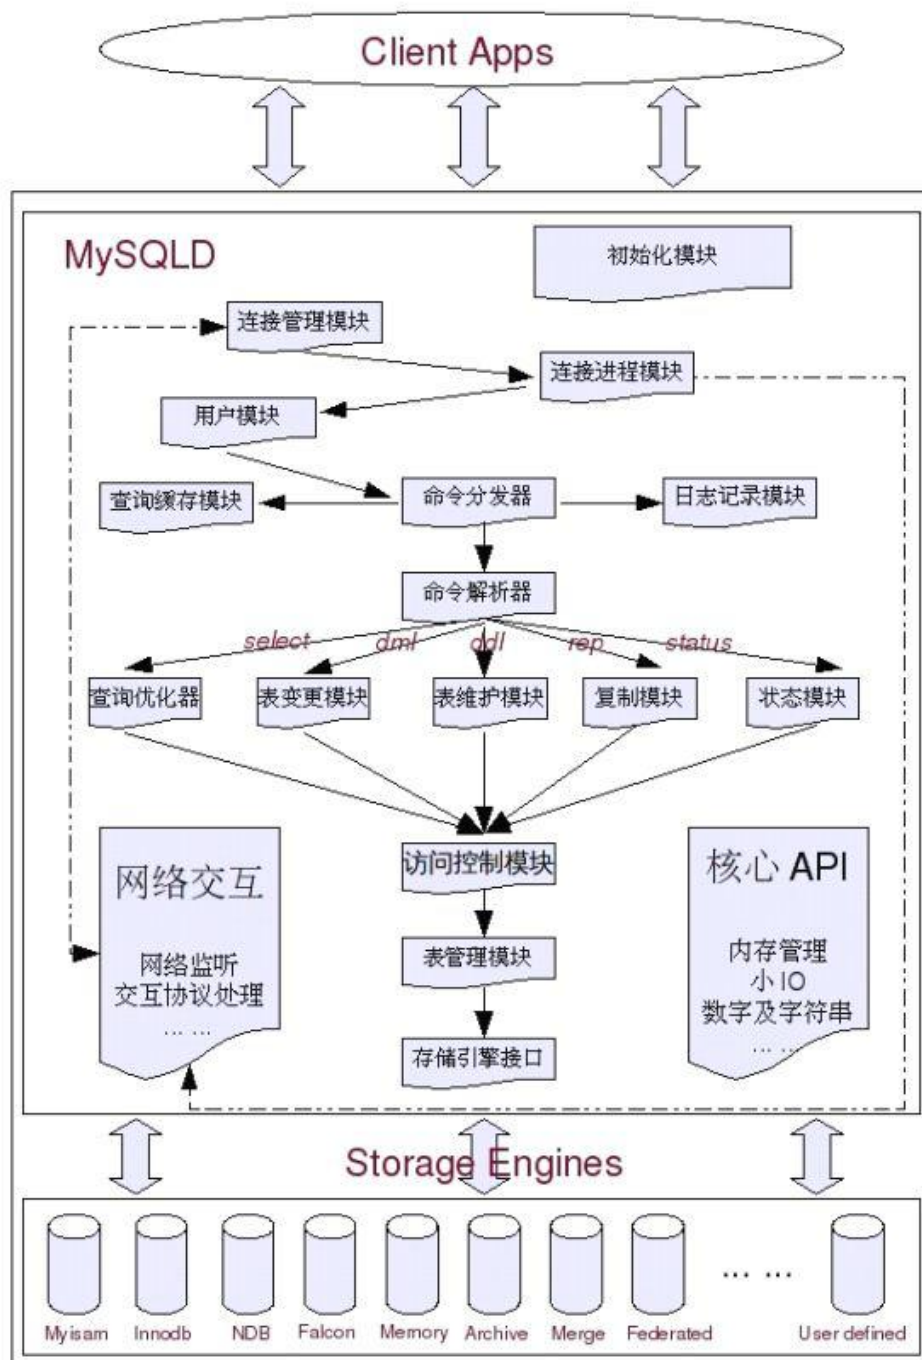 Client Apps
MySQLD
初始化模块
连接管理模块
连接进程模块
用户模块
查询缓存模块
命令分发器
日志记录模块
命令解析器
select
dml
ddl
rep
status
查询优化器
表变更模块
表维护模块
复制模块
状态模块
网络交互
网络监听
交互协议处理
... ...
访问控制模块
表管理模块
存储引擎接口
核心 API
内存管理
小 IO
数字及字符串
... ...
Storage Engines
... ...
Myisam
Innodb
NDB
Falcon
Memory
Archive
Merge
Federated
User defined